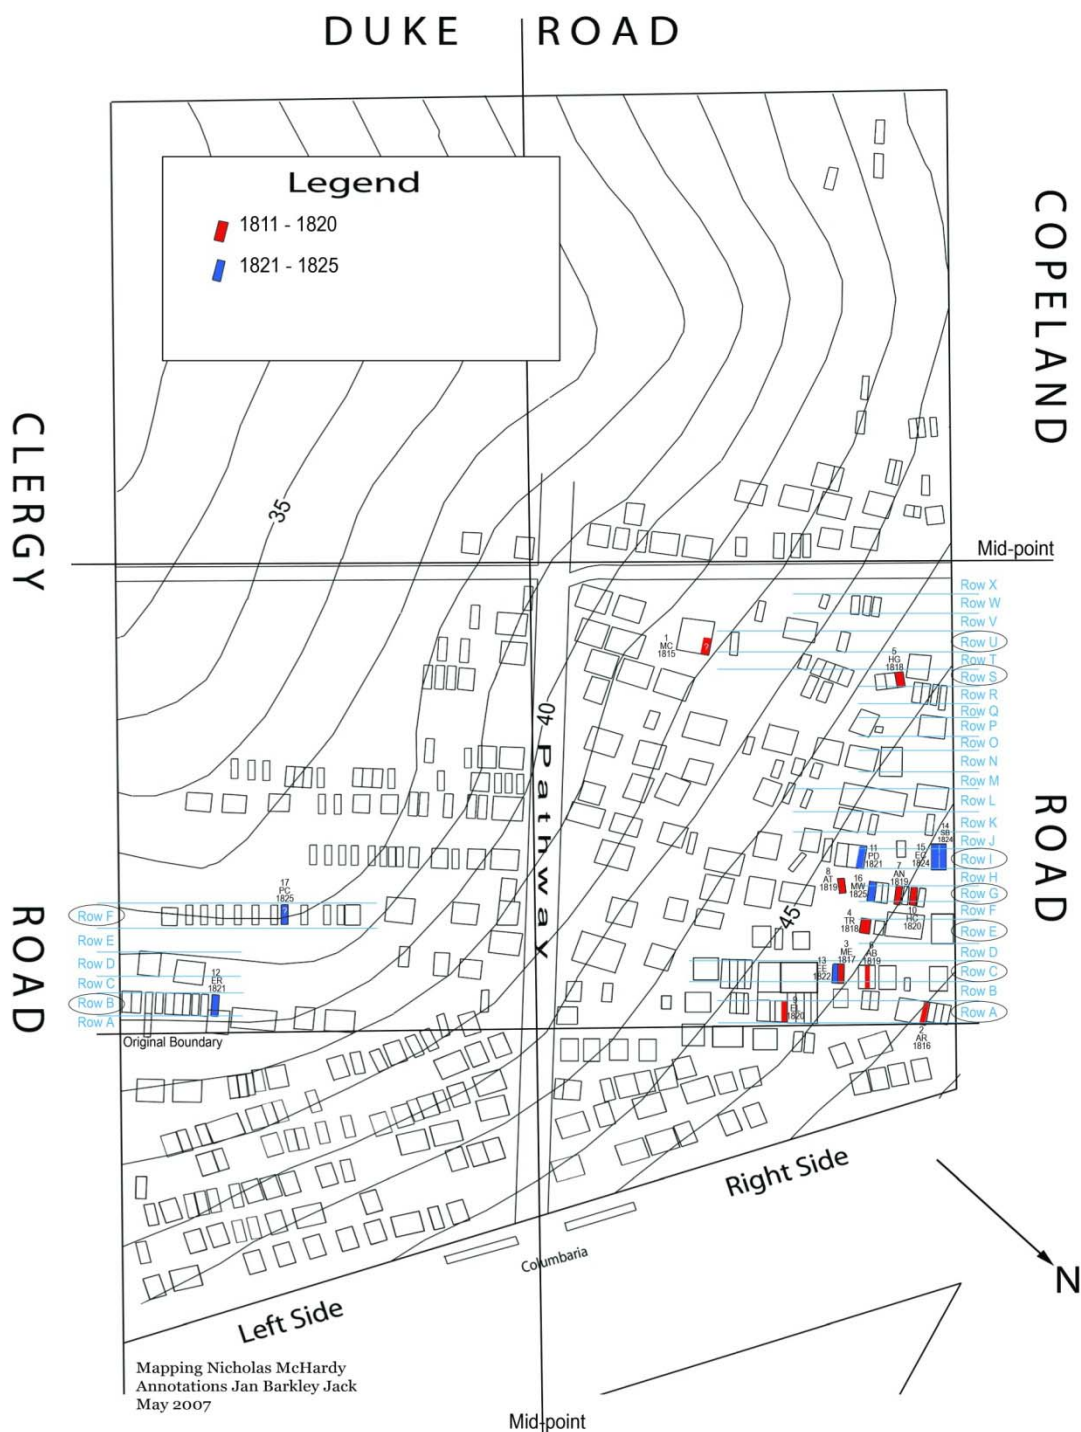 DUKE ROAD
Legend
1811 - 1820
1821 - 1825
COPELAND
ROAD
CLERGY
ROAD
35
40
45
Pathway
Mid-point
Row X
Row W
Row V
Row U
Row T
Row S
Row R
Row Q
Row P
Row O
Row N
Row M
Row L
Row K
Row J
Row I
Row H
Row G
Row F
Row E
Row D
Row C
Row B
Row A
1
MC
1815
?
5
HG
1818
14
SB
1824
11
PD
1821
15
EG
1824
8
AT
1819
16
MW
1825
7
AN
1819
10
HC
1820
4
TR
1818
3
ME
1817
6
AB
1819
13
EE
1822
9
1820
2
AR
1816
17
PC
1825
?
12
ER
1821
Row F
Row E
Row D
Row C
Row B
Row A
Original Boundary
Right Side
Columbaria
Left Side
N
Mapping Nicholas McHardy
Annotations Jan Barkley Jack
May 2007
Mid-point